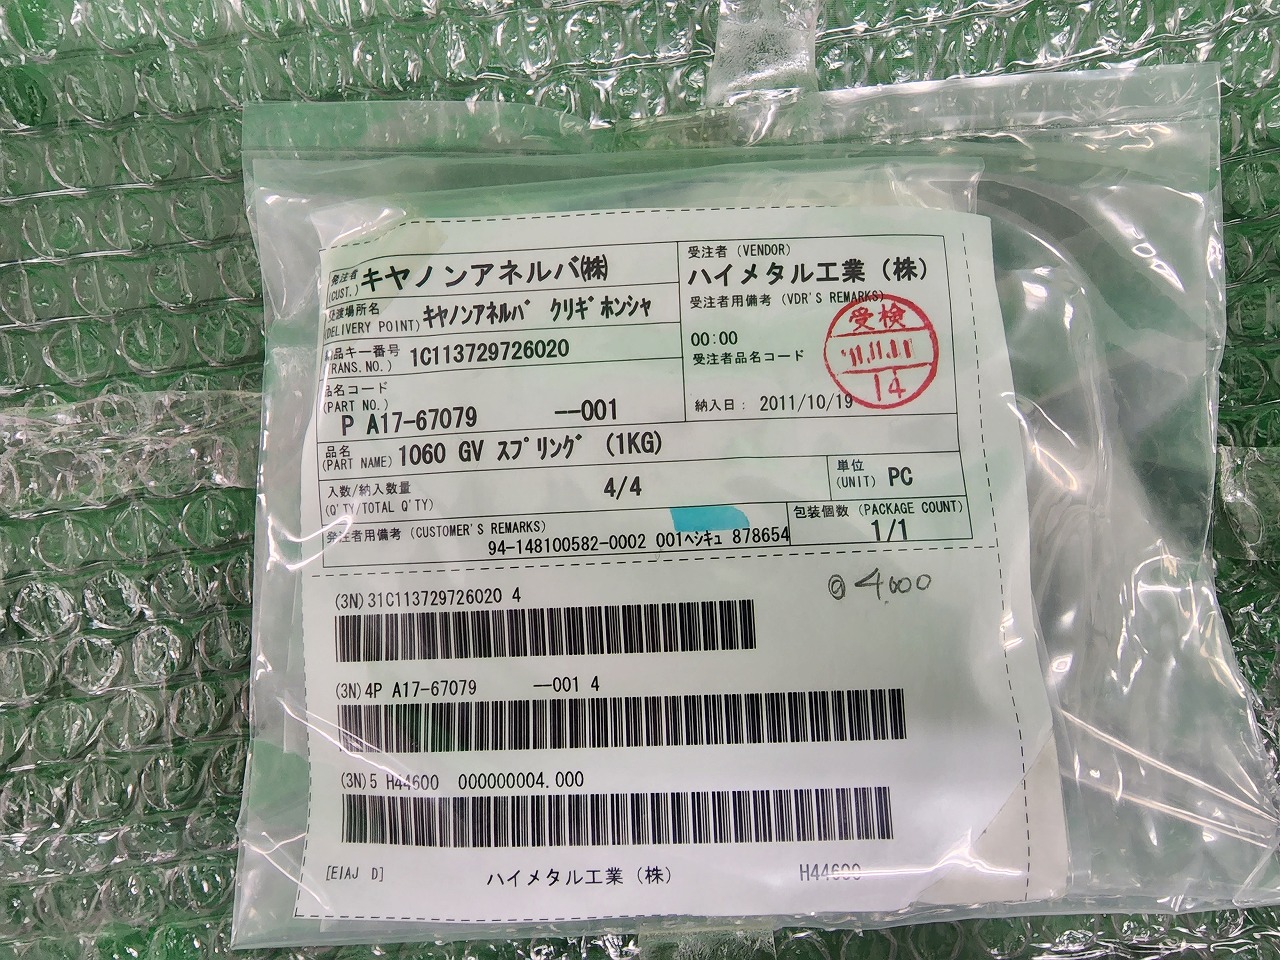 発注者
(CUST.)
キヤノンアネルバ㈱
受渡場所名
(DELIVERY POINT)
ｷﾔﾉﾝｱﾈﾙﾊﾞ ｸﾘｷﾞﾎﾝｼｬ
納品キー番号
(TRANS.NO.)
1C113729726020
品名コード
(PART NO.)
P A17-67079 --001
受注者 (VENDOR)
ハイメタル工業（株）
受注者用備考 (VDR'S REMARKS)
00:00
受注者品名コード
納入日: 2011/10/19
受検
14
品名
(PART NAME)
1060 GV ｽﾌﾟﾘﾝｸﾞ (1KG)
入数/納入数量
(Q'TY/TOTAL Q'TY)
4/4
単位
(UNIT)
PC
発注者用備考 (CUSTOMER'S REMARKS)
94-148100582-0002 001ﾍｼｷｭ 878654
包装個数 (PACKAGE COUNT)
1/1
(3N)31C113729726020 4
(3N)4P A17-67079 --001 4
(3N)5 H44600 000000004.000
[EIAJ D]
ハイメタル工業（株）
H44600